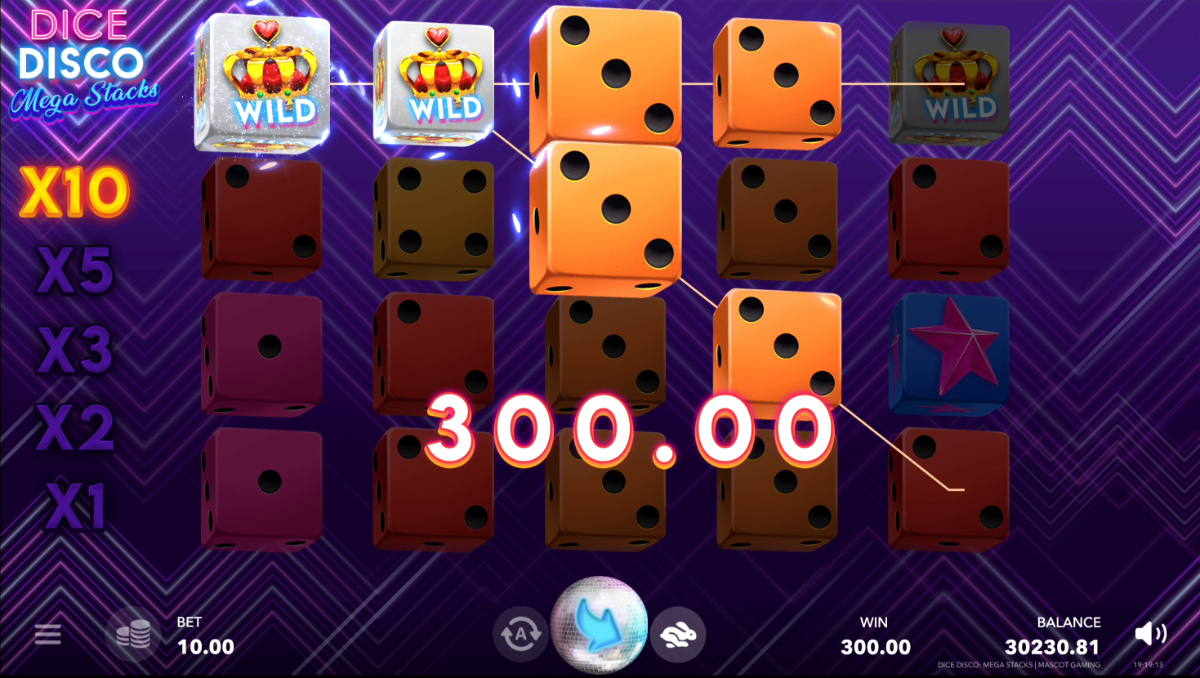 DICE
DISCO
Mega Stacks
WILD
WILD
WILD
X10
X5
X3
X2
X1
300.00
BET
10.00
A
WIN
300.00
BALANCE
30230.81
DICE DISCO: MEGA STACKS | MASCOT GAMING
19:19:13